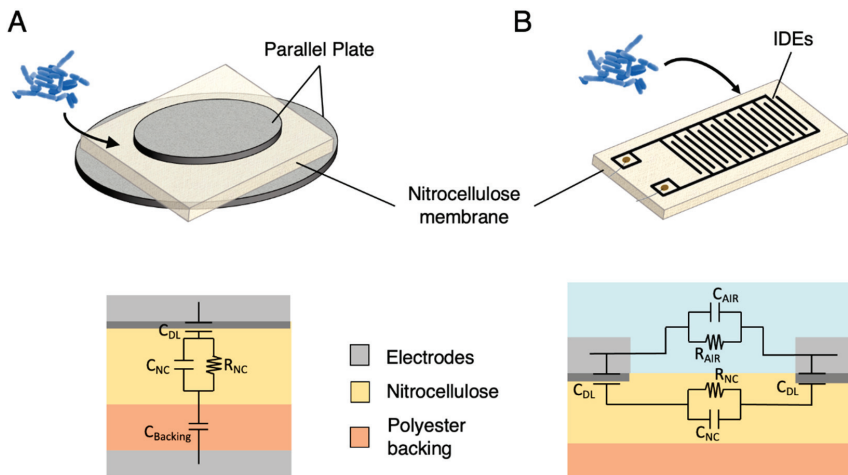 A
B
Parallel Plate
IDEs
Nitrocellulose
membrane
C_DL
C_NC
R_NC
C_Backing
Electrodes
Nitrocellulose
Polyester
backing
C_AIR
R_AIR
C_DL
R_NC
C_DL
C_NC